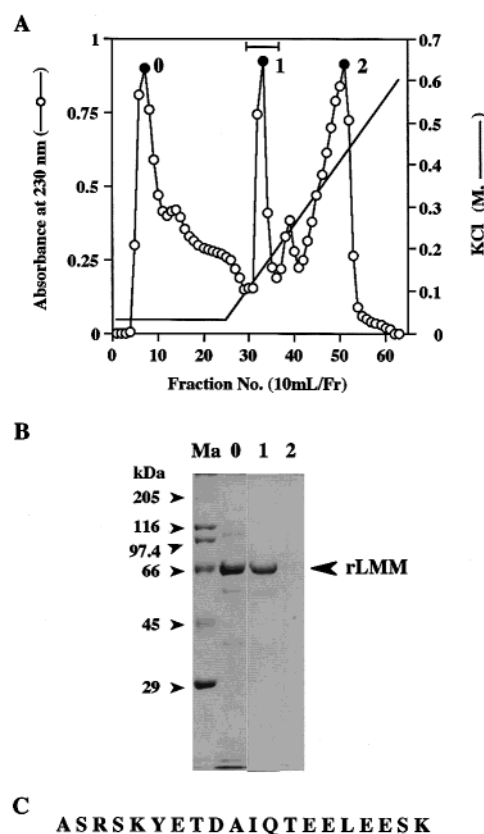 A
Absorbance at 230 nm (—○—)
1
0.75
0.5
0.25
0
0
1
2
0.7
0.6
0.5
0.4
0.3
0.2
0.1
0
KCl (M, ——)
0 10 20 30 40 50 60
Fraction No. (10mL/Fr)
B
Ma 0 1 2
kDa
205
116
97.4
66
45
29
rLMM
C
A S R S K Y E T D A I Q T E E L E E S K